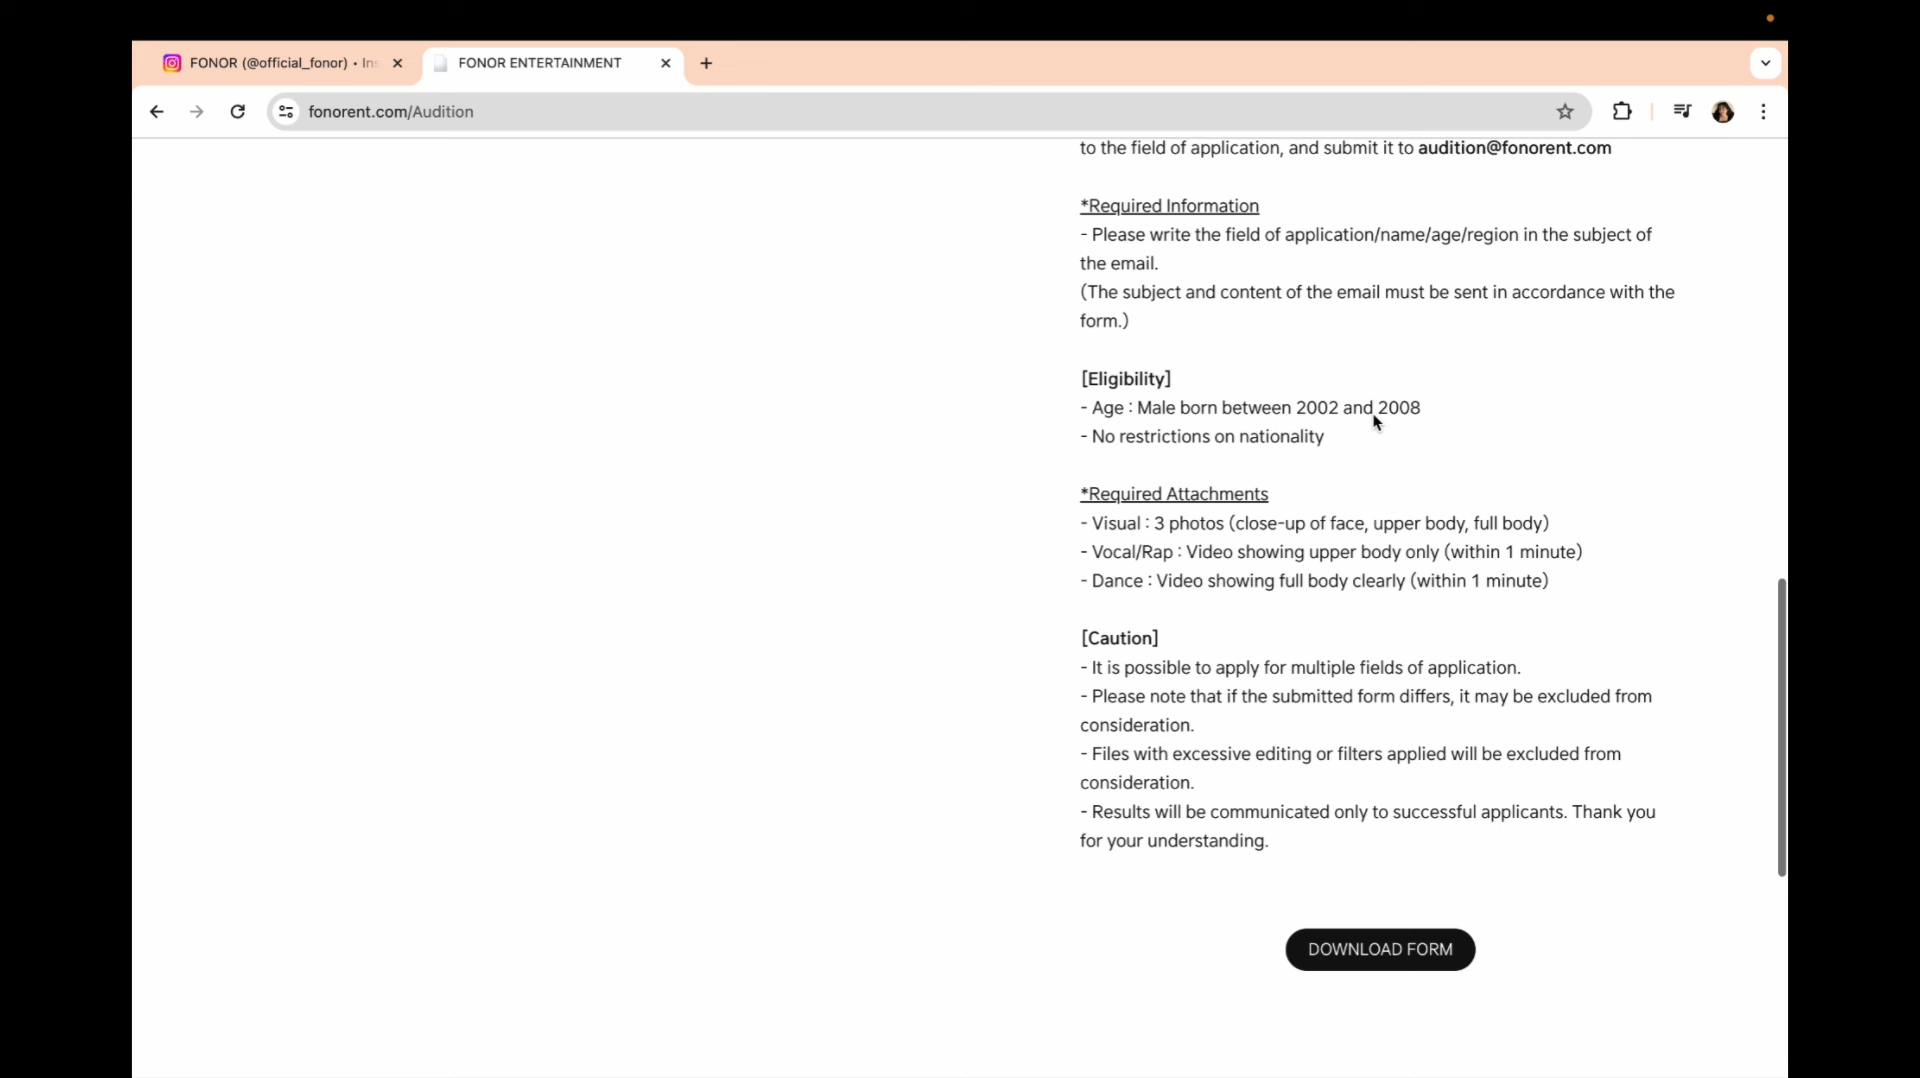 FONOR (@official_fonor) • Ins
FONOR ENTERTAINMENT
fonorent.com/Audition
to the field of application, and submit it to audition@fonorent.com
*Required Information
- Please write the field of application/name/age/region in the subject of
the email.
(The subject and content of the email must be sent in accordance with the
form.)
[Eligibility]
- Age : Male born between 2002 and 2008
- No restrictions on nationality
*Required Attachments
- Visual : 3 photos (close-up of face, upper body, full body)
- Vocal/Rap : Video showing upper body only (within 1 minute)
- Dance : Video showing full body clearly (within 1 minute)
[Caution]
- It is possible to apply for multiple fields of application.
- Please note that if the submitted form differs, it may be excluded from
consideration.
- Files with excessive editing or filters applied will be excluded from
consideration.
- Results will be communicated only to successful applicants. Thank you
for your understanding.
DOWNLOAD FORM